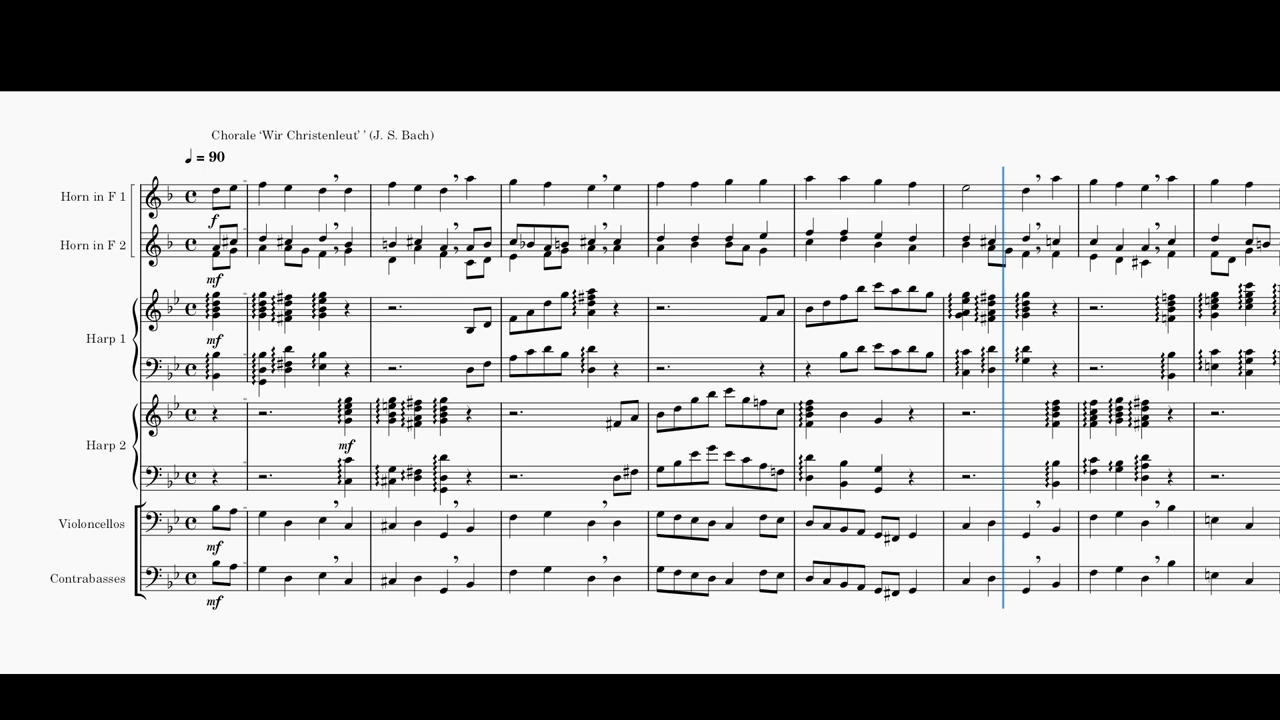 Chorale ‘Wir Christenleut’ ’ (J. S. Bach)
♩ = 90
Horn in F 1
f
Horn in F 2
mf
Harp 1
mf
Harp 2
mf
Violoncellos
mf
Contrabasses
mf